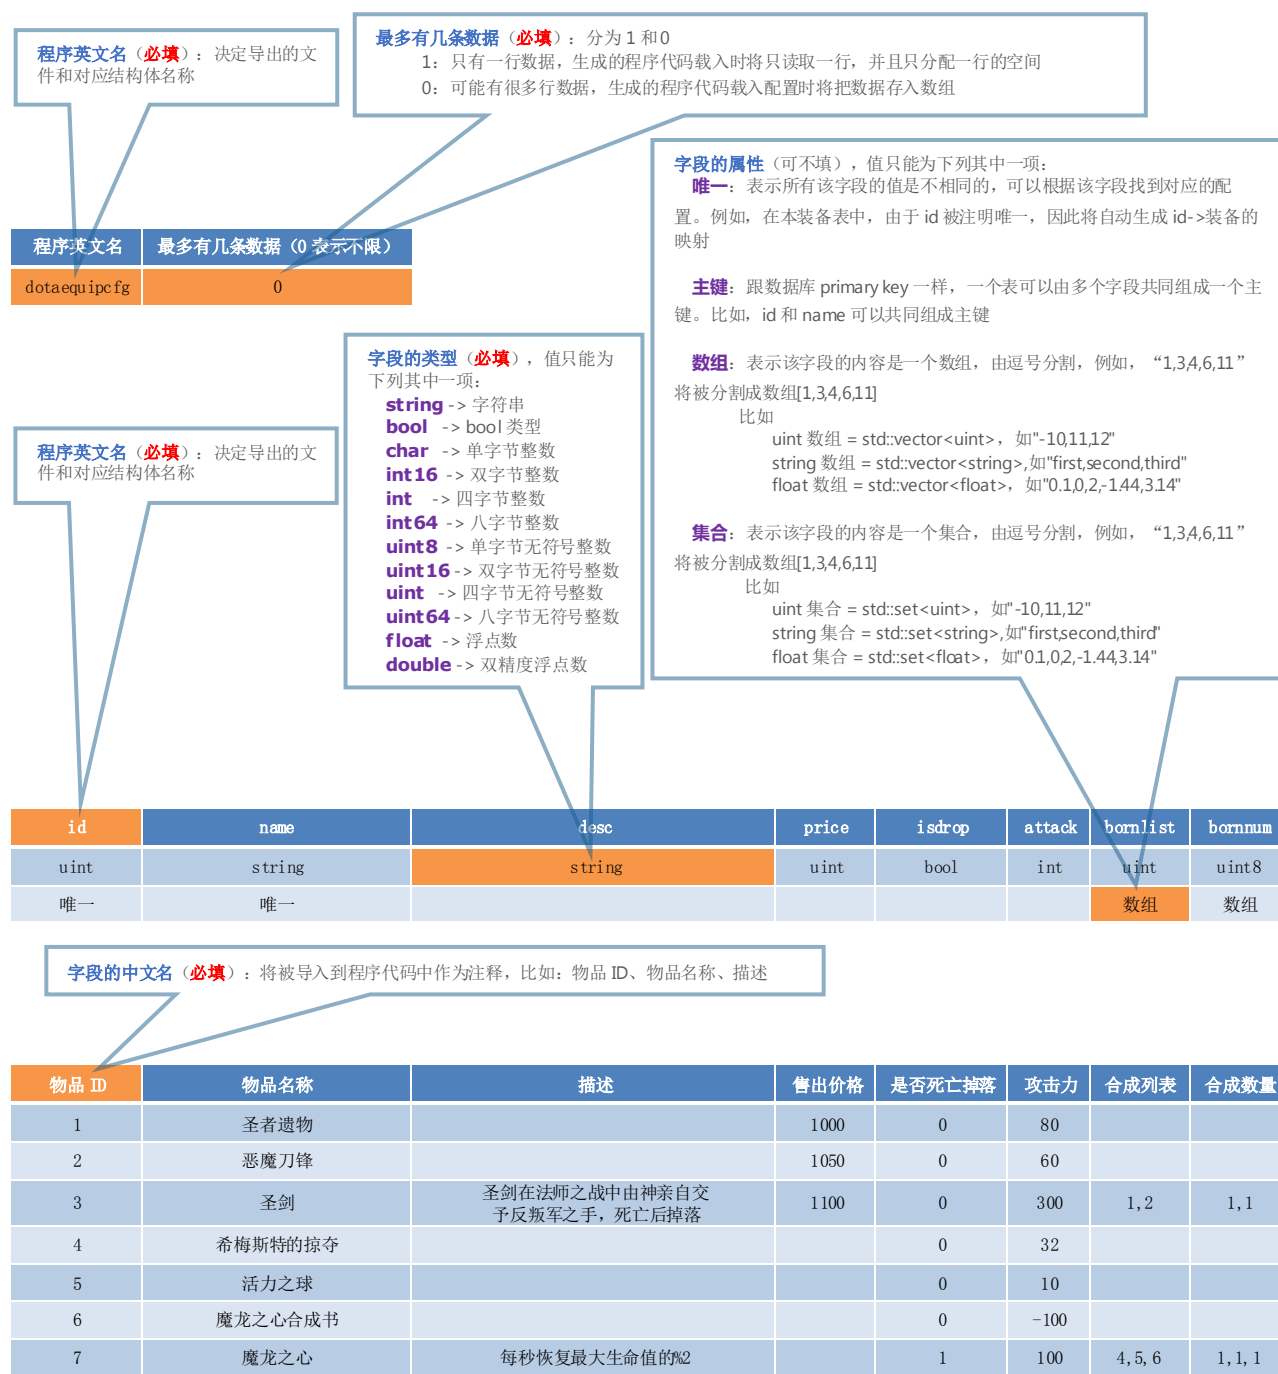 程序英文名（必填）：决定导出的文
件和对应结构体名称
最多有几条数据（必填）：分为 1 和 0
1：只有一行数据，生成的程序代码载入时将只读取一行，并且只分配一行的空间
0：可能有很多行数据，生成的程序代码载入配置时将把数据存入数组
字段的属性（可不填），值只能为下列其中一项：
唯一：表示所有该字段的值是不相同的，可以根据该字段找到对应的配
置。例如，在本装备表中，由于 id 被注明唯一，因此将自动生成 id->装备的
映射
主键：跟数据库 primary key 一样，一个表可以由多个字段共同组成一个主
键。比如，id 和 name 可以共同组成主键
数组：表示该字段的内容是一个数组，由逗号分割，例如，“1,3,4,6,11”
将被分割成数组[1,3,4,6,11]
比如
uint 数组 = std::vector<uint>，如"-10,11,12"
string 数组 = std::vector<string>,如"first,second,third"
float 数组 = std::vector<float>，如"0.1,0,2,-1.44,3.14"
集合：表示该字段的内容是一个集合，由逗号分割，例如，“1,3,4,6,11”
将被分割成数组[1,3,4,6,11]
比如
uint 集合 = std::set<uint>，如"-10,11,12"
string 集合 = std::set<string>,如"first,second,third"
float 集合 = std::set<float>，如"0.1,0,2,-1.44,3.14"
程序英文名 最多有几条数据（0 表示不限）
dotaequipcfg 0
字段的类型（必填），值只能为
下列其中一项：
string -> 字符串
bool -> bool 类型
char -> 单字节整数
int16 -> 双字节整数
int -> 四字节整数
int64 -> 八字节整数
uint8 -> 单字节无符号整数
uint16 -> 双字节无符号整数
uint -> 四字节无符号整数
uint64 -> 八字节无符号整数
float -> 浮点数
double -> 双精度浮点数
程序英文名（必填）：决定导出的文
件和对应结构体名称
id name desc price isdrop attack bornlist bornnum
uint string string uint bool int uint uint8
唯一 唯一 数组 数组
字段的中文名（必填）：将被导入到程序代码中作为注释，比如：物品 ID、物品名称、描述
物品 ID 物品名称 描述 售出价格 是否死亡掉落 攻击力 合成列表 合成数量
1 圣者遗物 1000 0 80
2 恶魔刀锋 1050 0 60
3 圣剑 圣剑在法师之战中由神亲自交 1100 0 300 1,2 1,1
予反叛军之手，死亡后掉落
4 希梅斯特的掠夺 0 32
5 活力之球 0 10
6 魔龙之心合成书 0 -100
7 魔龙之心 每秒恢复最大生命值的%2 1 100 4,5,6 1,1,1